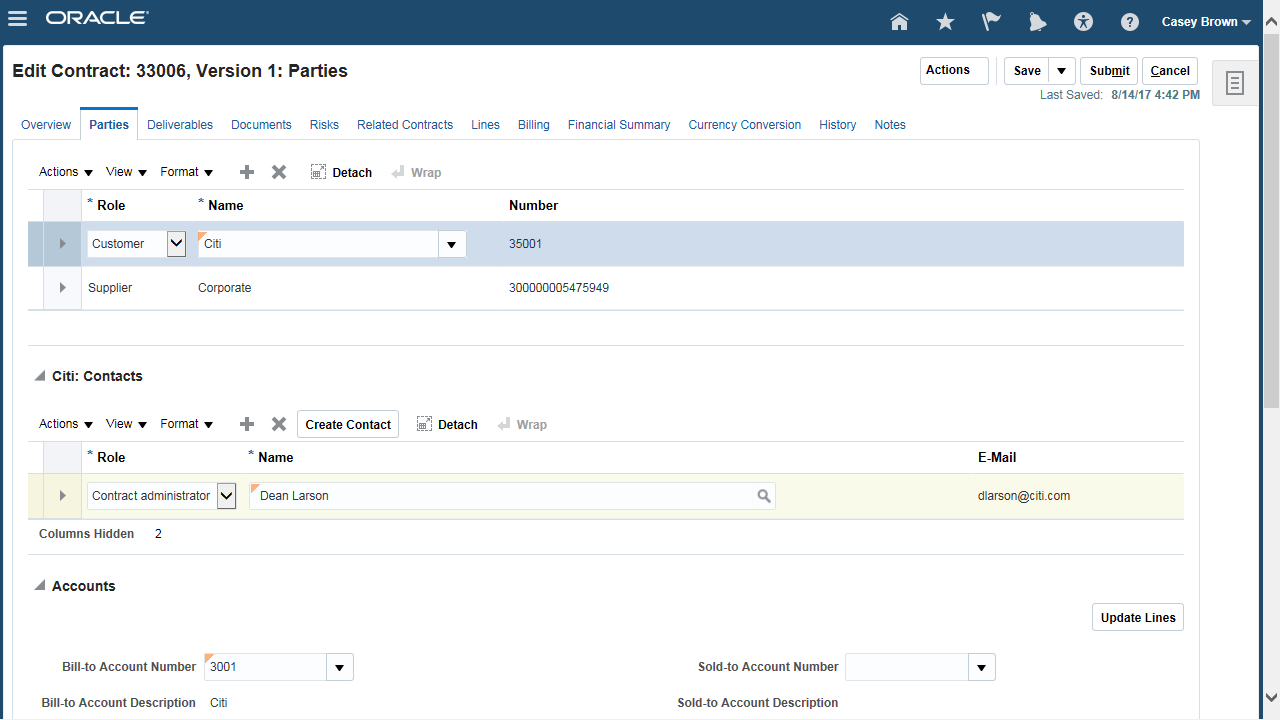 ORACLE
Casey Brown
Edit Contract: 33006, Version 1: Parties
Actions Save Submit Cancel
Last Saved: 8/14/17 4:42 PM
Overview Parties Deliverables Documents Risks Related Contracts Lines Billing Financial Summary Currency Conversion History Notes
Actions View Format Detach Wrap
* Role * Name Number
Customer Citi 35001
Supplier Corporate 300000005475949
Citi: Contacts
Actions View Format Create Contact Detach Wrap
* Role * Name E-Mail
Contract administrator Dean Larson dlarson@citi.com
Columns Hidden 2
Accounts
Update Lines
Bill-to Account Number 3001 Sold-to Account Number
Bill-to Account Description Citi Sold-to Account Description